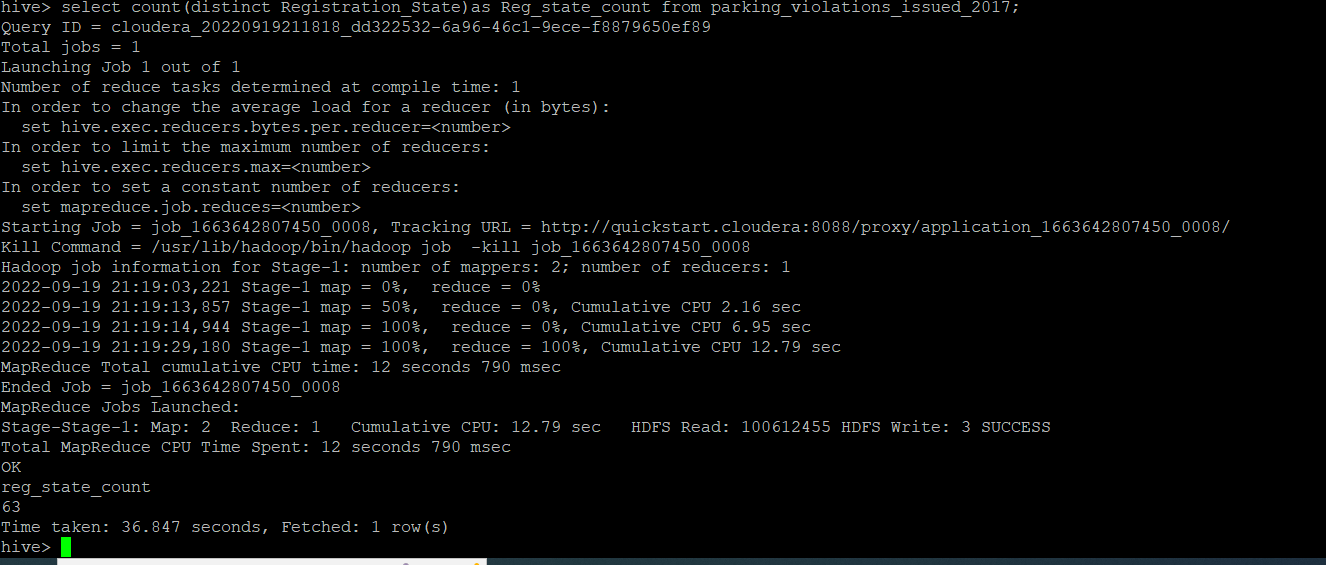 hive> select count(distinct Registration_State)as Reg_state_count from parking_violations_issued_2017;
Query ID = cloudera_20220919211818_dd322532-6a96-46c1-9ece-f8879650ef89
Total jobs = 1
Launching Job 1 out of 1
Number of reduce tasks determined at compile time: 1
In order to change the average load for a reducer (in bytes):
  set hive.exec.reducers.bytes.per.reducer=<number>
In order to limit the maximum number of reducers:
  set hive.exec.reducers.max=<number>
In order to set a constant number of reducers:
  set mapreduce.job.reduces=<number>
Starting Job = job_1663642807450_0008, Tracking URL = http://quickstart.cloudera:8088/proxy/application_1663642807450_0008/
Kill Command = /usr/lib/hadoop/bin/hadoop job  -kill job_1663642807450_0008
Hadoop job information for Stage-1: number of mappers: 2; number of reducers: 1
2022-09-19 21:19:03,221 Stage-1 map = 0%,  reduce = 0%
2022-09-19 21:19:13,857 Stage-1 map = 50%,  reduce = 0%, Cumulative CPU 2.16 sec
2022-09-19 21:19:14,944 Stage-1 map = 100%,  reduce = 0%, Cumulative CPU 6.95 sec
2022-09-19 21:19:29,180 Stage-1 map = 100%,  reduce = 100%, Cumulative CPU 12.79 sec
MapReduce Total cumulative CPU time: 12 seconds 790 msec
Ended Job = job_1663642807450_0008
MapReduce Jobs Launched:
Stage-Stage-1: Map: 2  Reduce: 1   Cumulative CPU: 12.79 sec   HDFS Read: 100612455 HDFS Write: 3 SUCCESS
Total MapReduce CPU Time Spent: 12 seconds 790 msec
OK
reg_state_count
63
Time taken: 36.847 seconds, Fetched: 1 row(s)
hive>